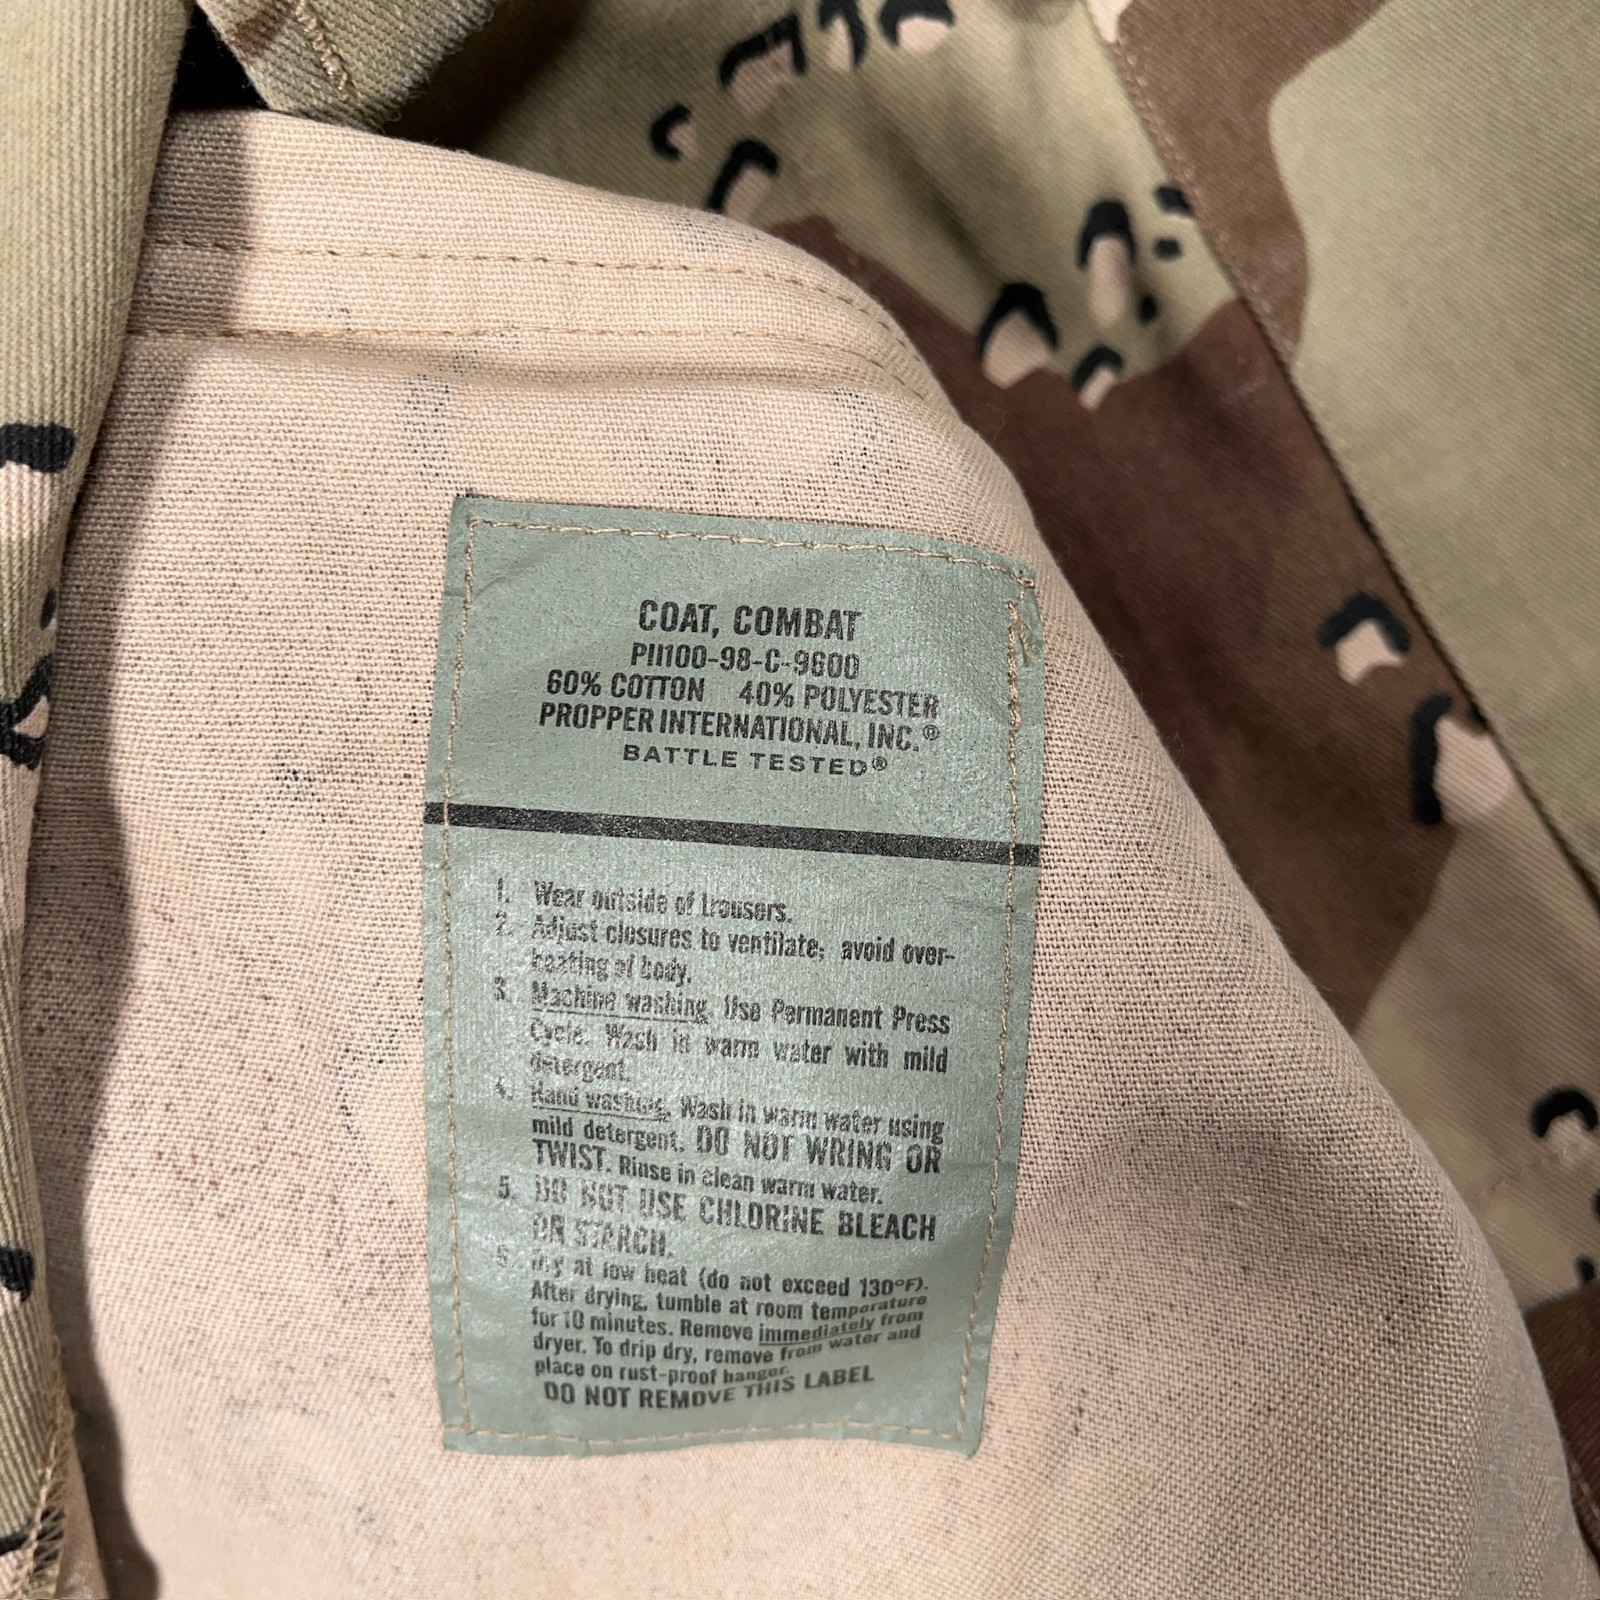 COAT, COMBAT
PII100-98-C-9600
60% COTTON 40% POLYESTER
PROPPER INTERNATIONAL, INC.®
BATTLE TESTED®
1. Wear outside of trousers.
2. Adjust closures to ventilate; avoid over-
heating of body.
3. Machine washing. Use Permanent Press
Cycle. Wash in warm water with mild
detergent.
4. Hand washing. Wash in warm water using
mild detergent. DO NOT WRING OR
TWIST. Rinse in clean warm water.
5. DO NOT USE CHLORINE BLEACH
OR STARCH.
6. Dry at low heat (do not exceed 130°F).
After drying, tumble at room temperature
for 10 minutes. Remove immediately from
dryer. To drip dry, remove from water and
place on rust-proof hanger.
DO NOT REMOVE THIS LABEL